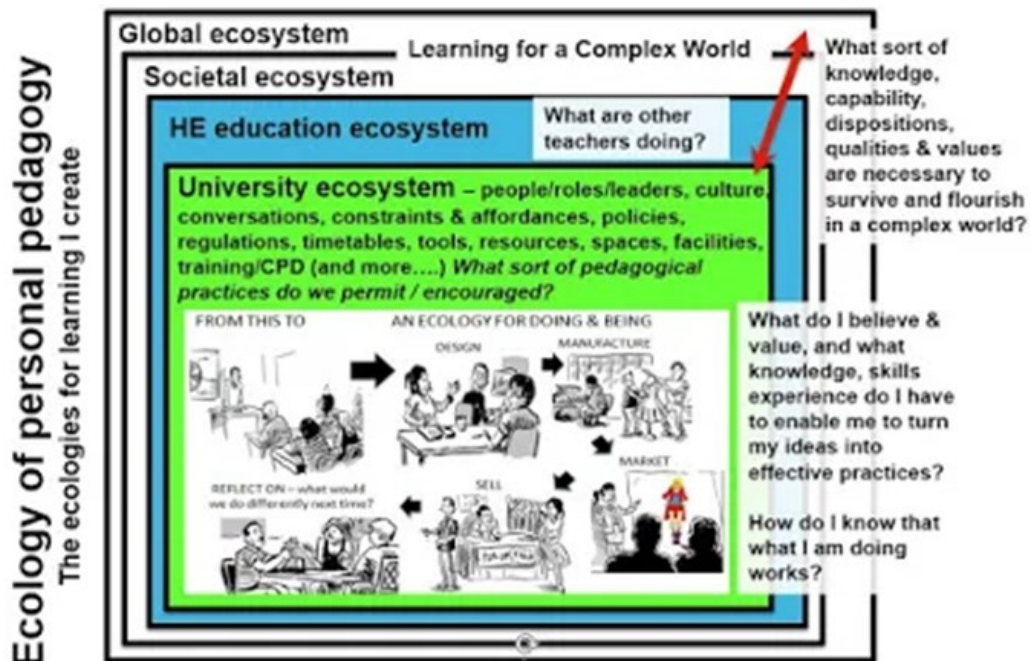 Ecology of personal pedagogy
The ecologies for learning I create
Global ecosystem
Learning for a Complex World
Societal ecosystem
HE education ecosystem
What are other
teachers doing?
What sort of
knowledge,
capability,
dispositions,
qualities & values
are necessary to
survive and flourish
in a complex world?
University ecosystem – people/roles/leaders, culture,
conversations, constraints & affordances, policies,
regulations, timetables, tools, resources, spaces, facilities,
training/CPD (and more....) What sort of pedagogical
practices do we permit / encouraged?
FROM THIS TO
AN ECOLOGY FOR DOING & BEING
DESIGN
MANUFACTURE
MARKET
SELL
REFLECT ON – what would
we do differently next time?
What do I believe &
value, and what
knowledge, skills
experience do I have
to enable me to turn
my ideas into
effective practices?
How do I know that
what I am doing
works?